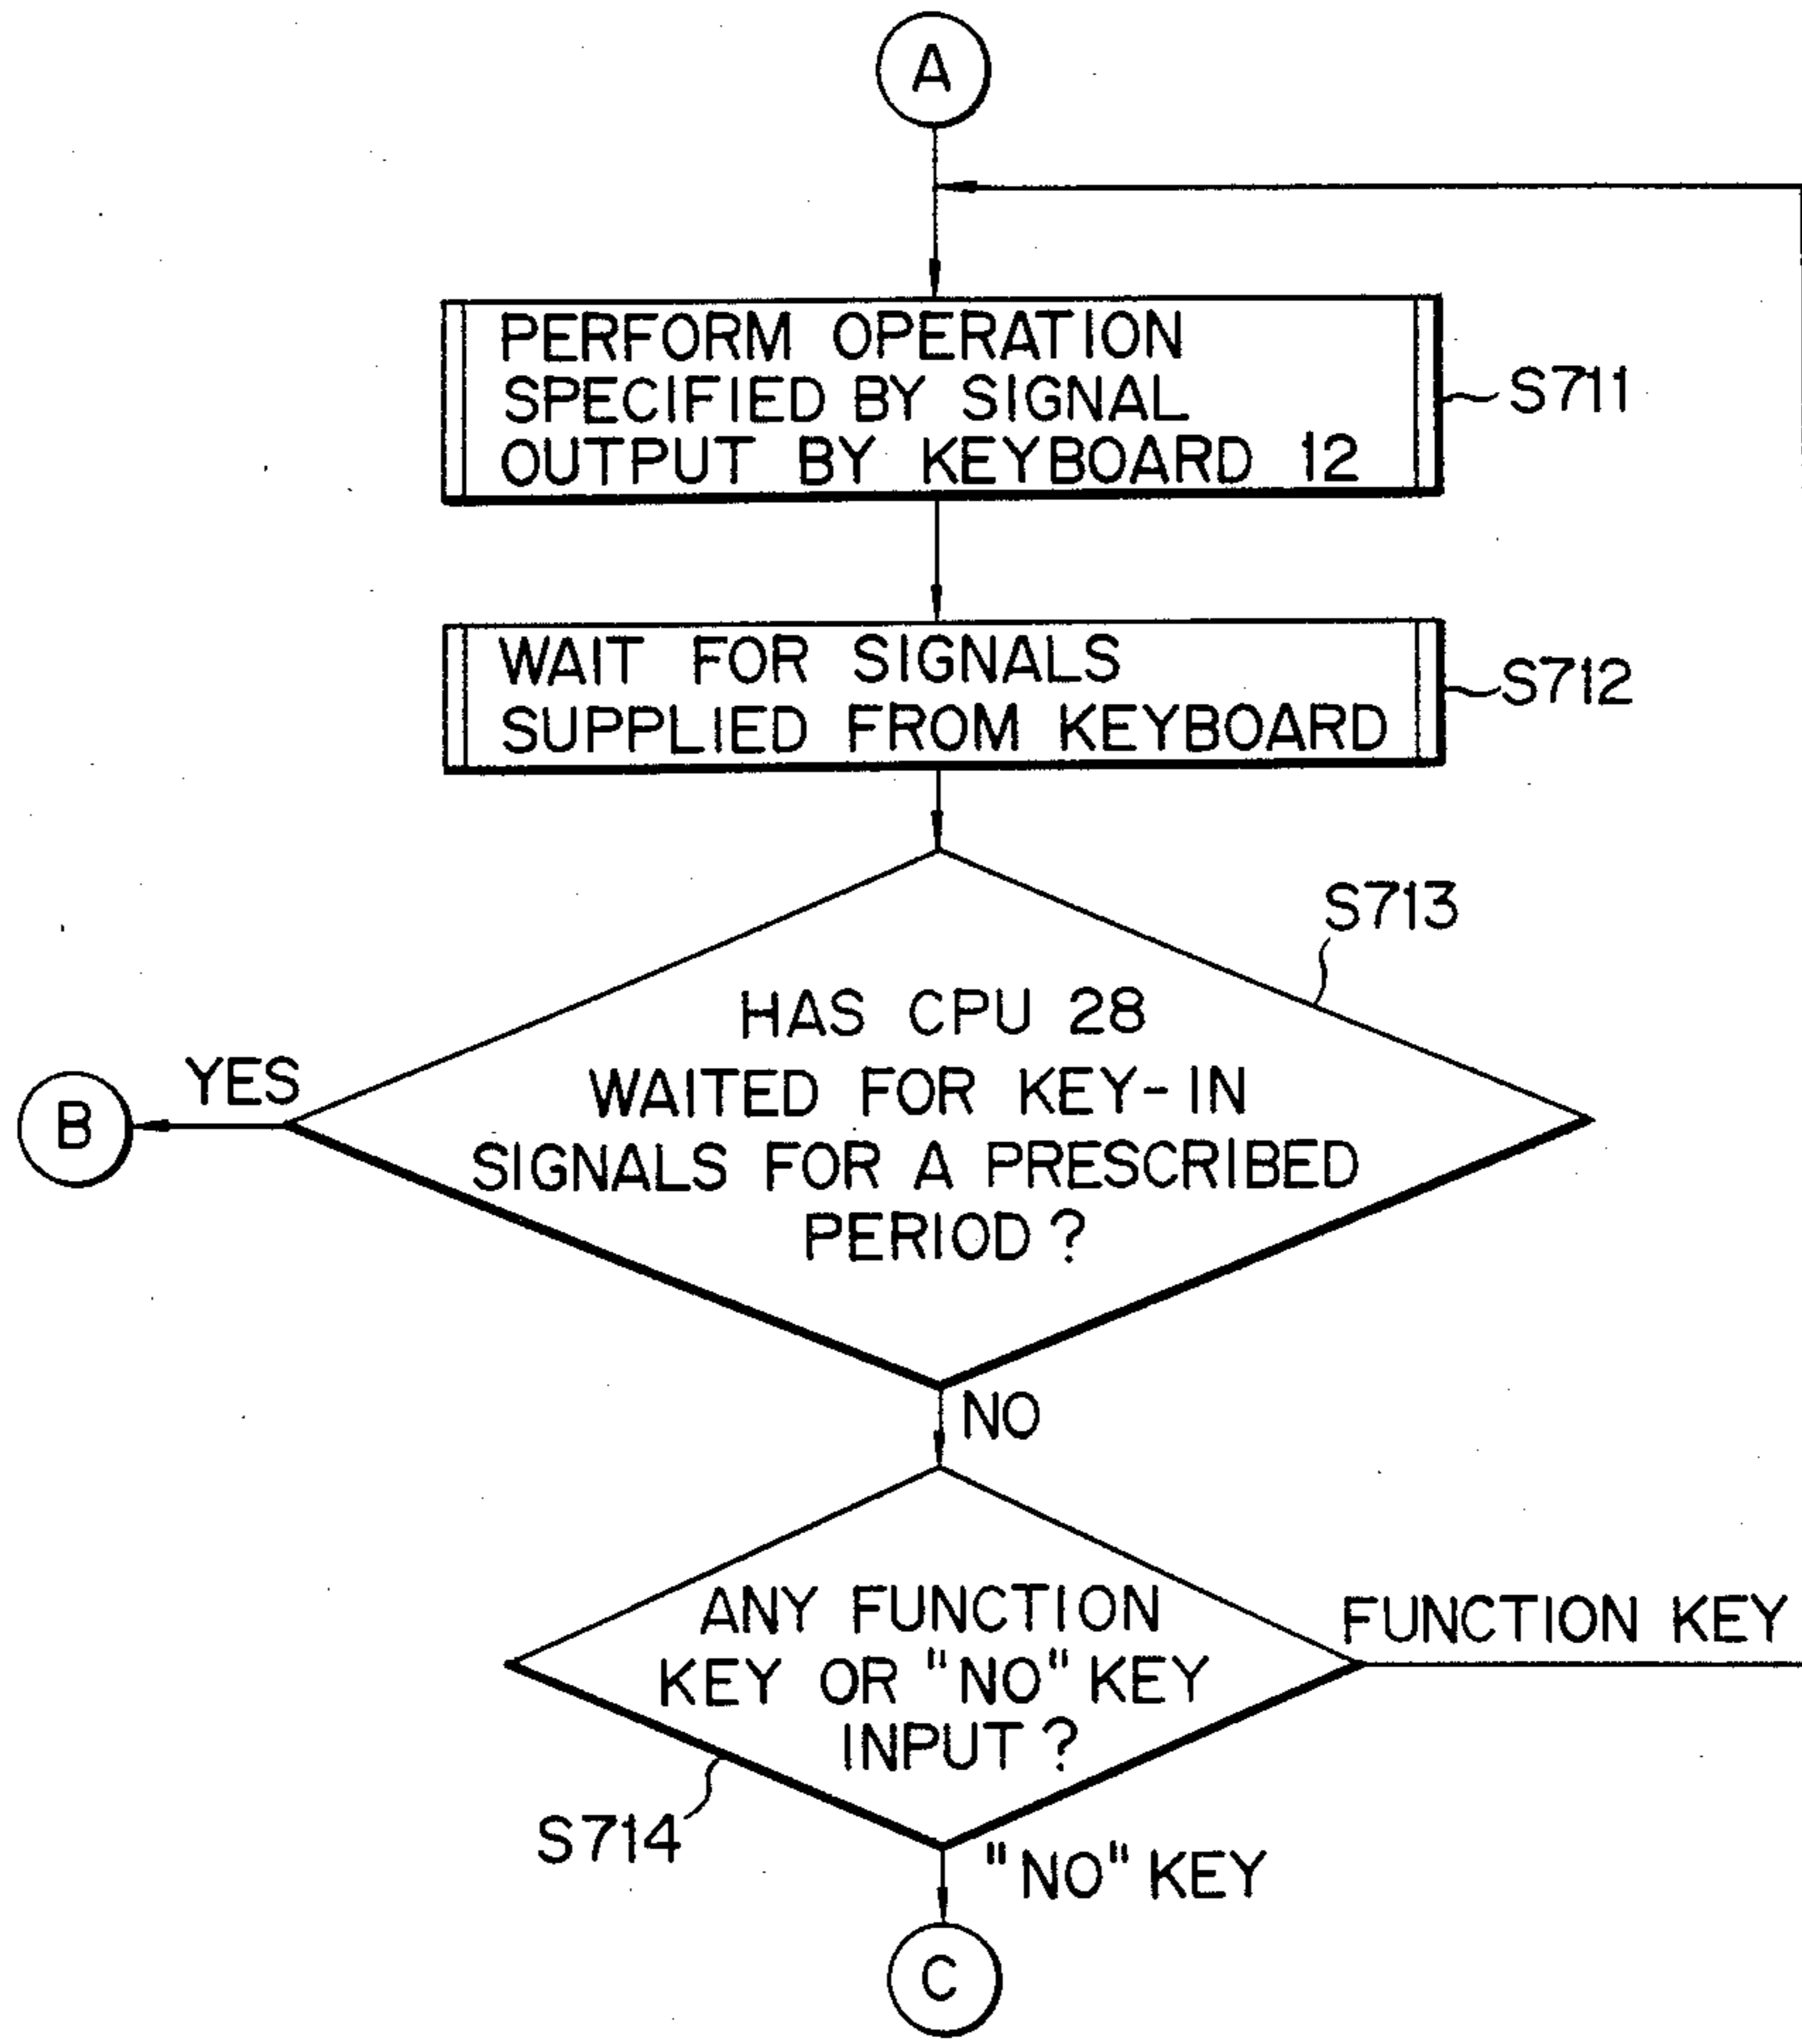 A
PERFORM OPERATION
SPECIFIED BY SIGNAL
OUTPUT BY KEYBOARD 12
S711
WAIT FOR SIGNALS
SUPPLIED FROM KEYBOARD
S712
S713
HAS CPU 28
WAITED FOR KEY-IN
SIGNALS FOR A PRESCRIBED
PERIOD?
YES
B
NO
ANY FUNCTION
KEY OR "NO" KEY
INPUT?
FUNCTION KEY
S714
"NO" KEY
C